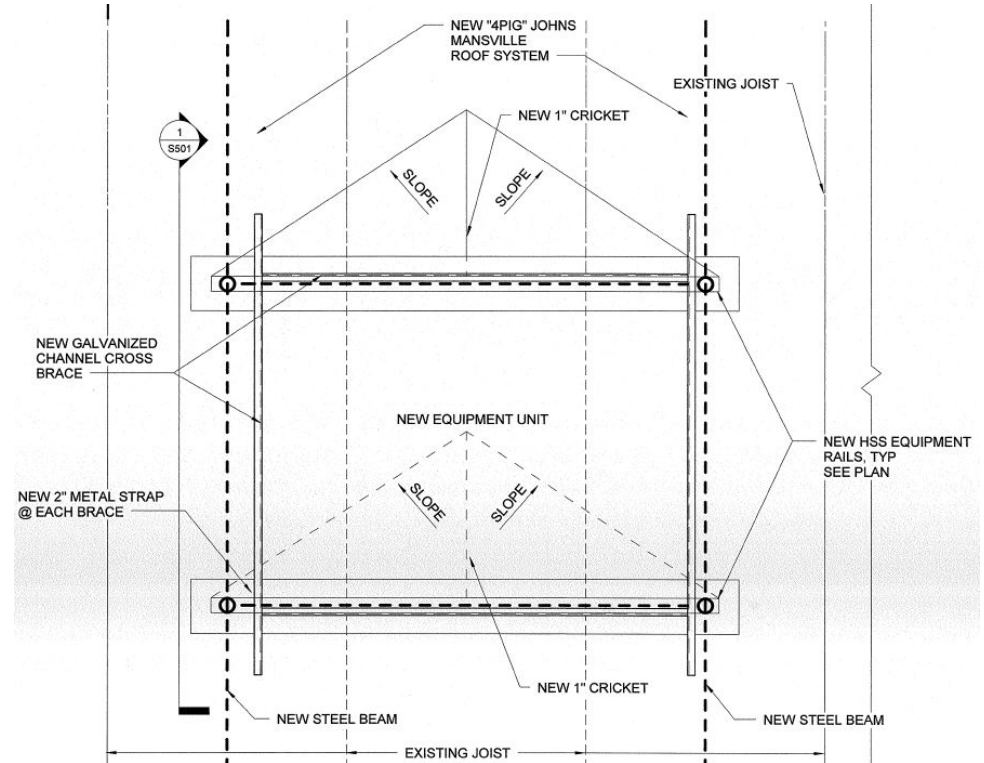 NEW "4PIG" JOHNS
MANSVILLE
ROOF SYSTEM
EXISTING JOIST
NEW 1" CRICKET
1
S501
SLOPE
SLOPE
NEW GALVANIZED
CHANNEL CROSS
BRACE
NEW EQUIPMENT UNIT
NEW HSS EQUIPMENT
RAILS, TYP
SEE PLAN
NEW 2" METAL STRAP
@ EACH BRACE
SLOPE
SLOPE
NEW 1" CRICKET
NEW STEEL BEAM
NEW STEEL BEAM
EXISTING JOIST